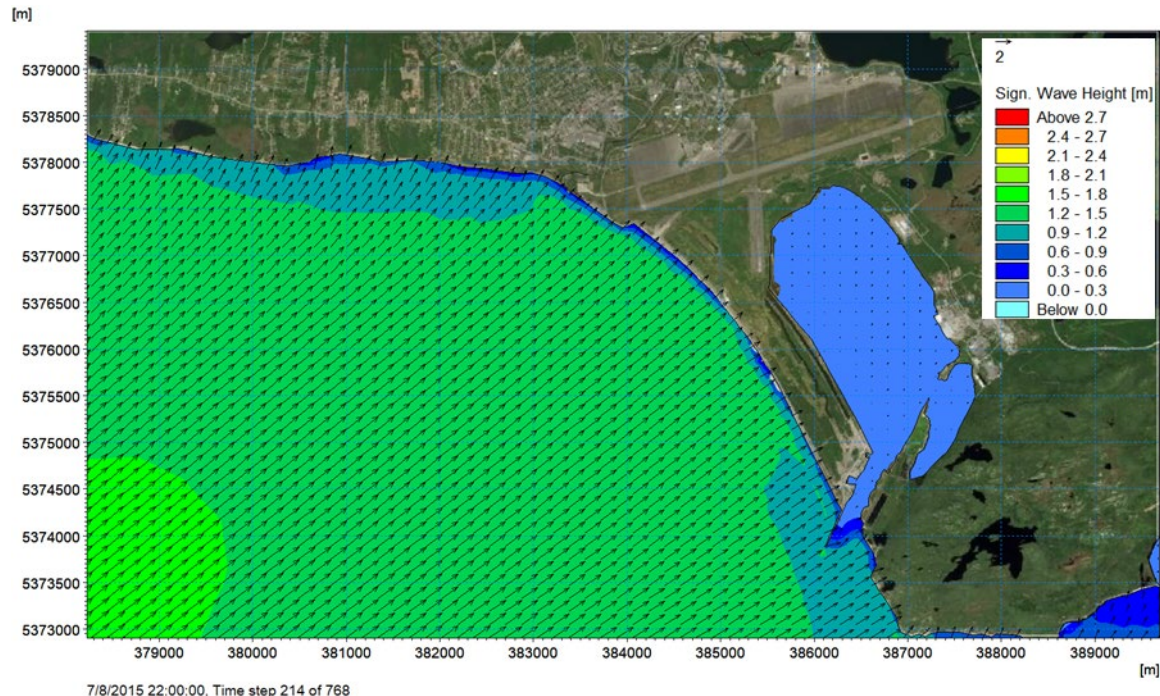 [m]
2
Sign. Wave Height [m]
Above 2.7
2.4 - 2.7
2.1 - 2.4
1.8 - 2.1
1.5 - 1.8
1.2 - 1.5
0.9 - 1.2
0.6 - 0.9
0.3 - 0.6
0.0 - 0.3
Below 0.0
5379000
5378500
5378000
5377500
5377000
5376500
5376000
5375500
5375000
5374500
5374000
5373500
5373000
379000 380000 381000 382000 383000 384000 385000 386000 387000 388000 389000
[m]
7/8/2015 22:00:00, Time step 214 of 768